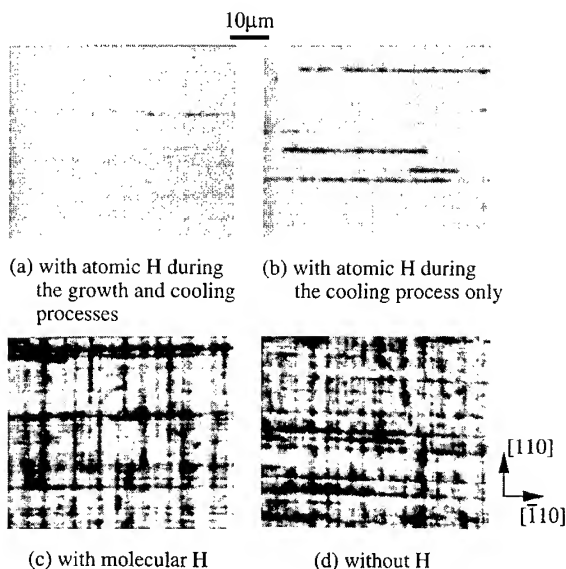 10μm
(a) with atomic H during
the growth and cooling
processes
(b) with atomic H during
the cooling process only
[110]
[1̄10]
(c) with molecular H
(d) without H